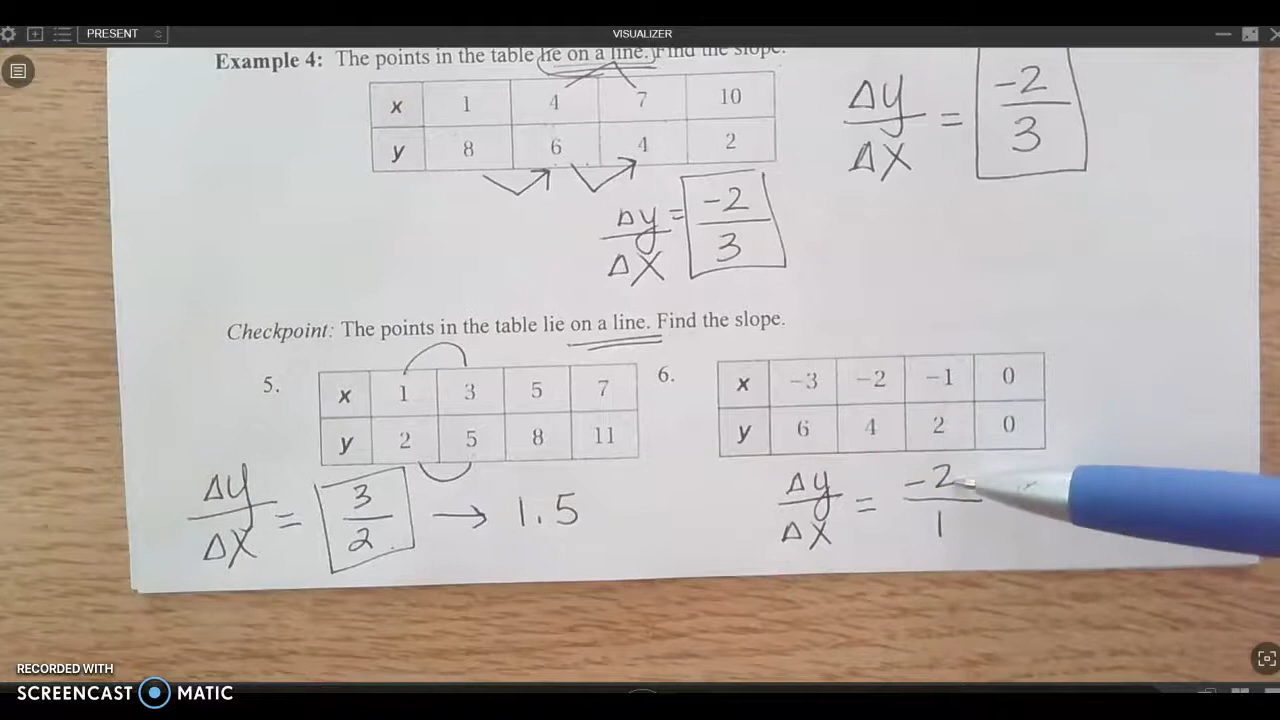 PRESENT
VISUALIZER
Example 4: The points in the table lie on a line. Find the slope.
x 1 4 7 10
y 8 6 4 2
Δy/Δx = -2/3
Δy/Δx = -2/3
Checkpoint: The points in the table lie on a line. Find the slope.
5.
x 1 3 5 7
y 2 5 8 11
Δy/Δx = 3/2 → 1.5
6.
x −3 −2 −1 0
y 6 4 2 0
Δy/Δx = -2/1
RECORDED WITH
SCREENCAST MATIC